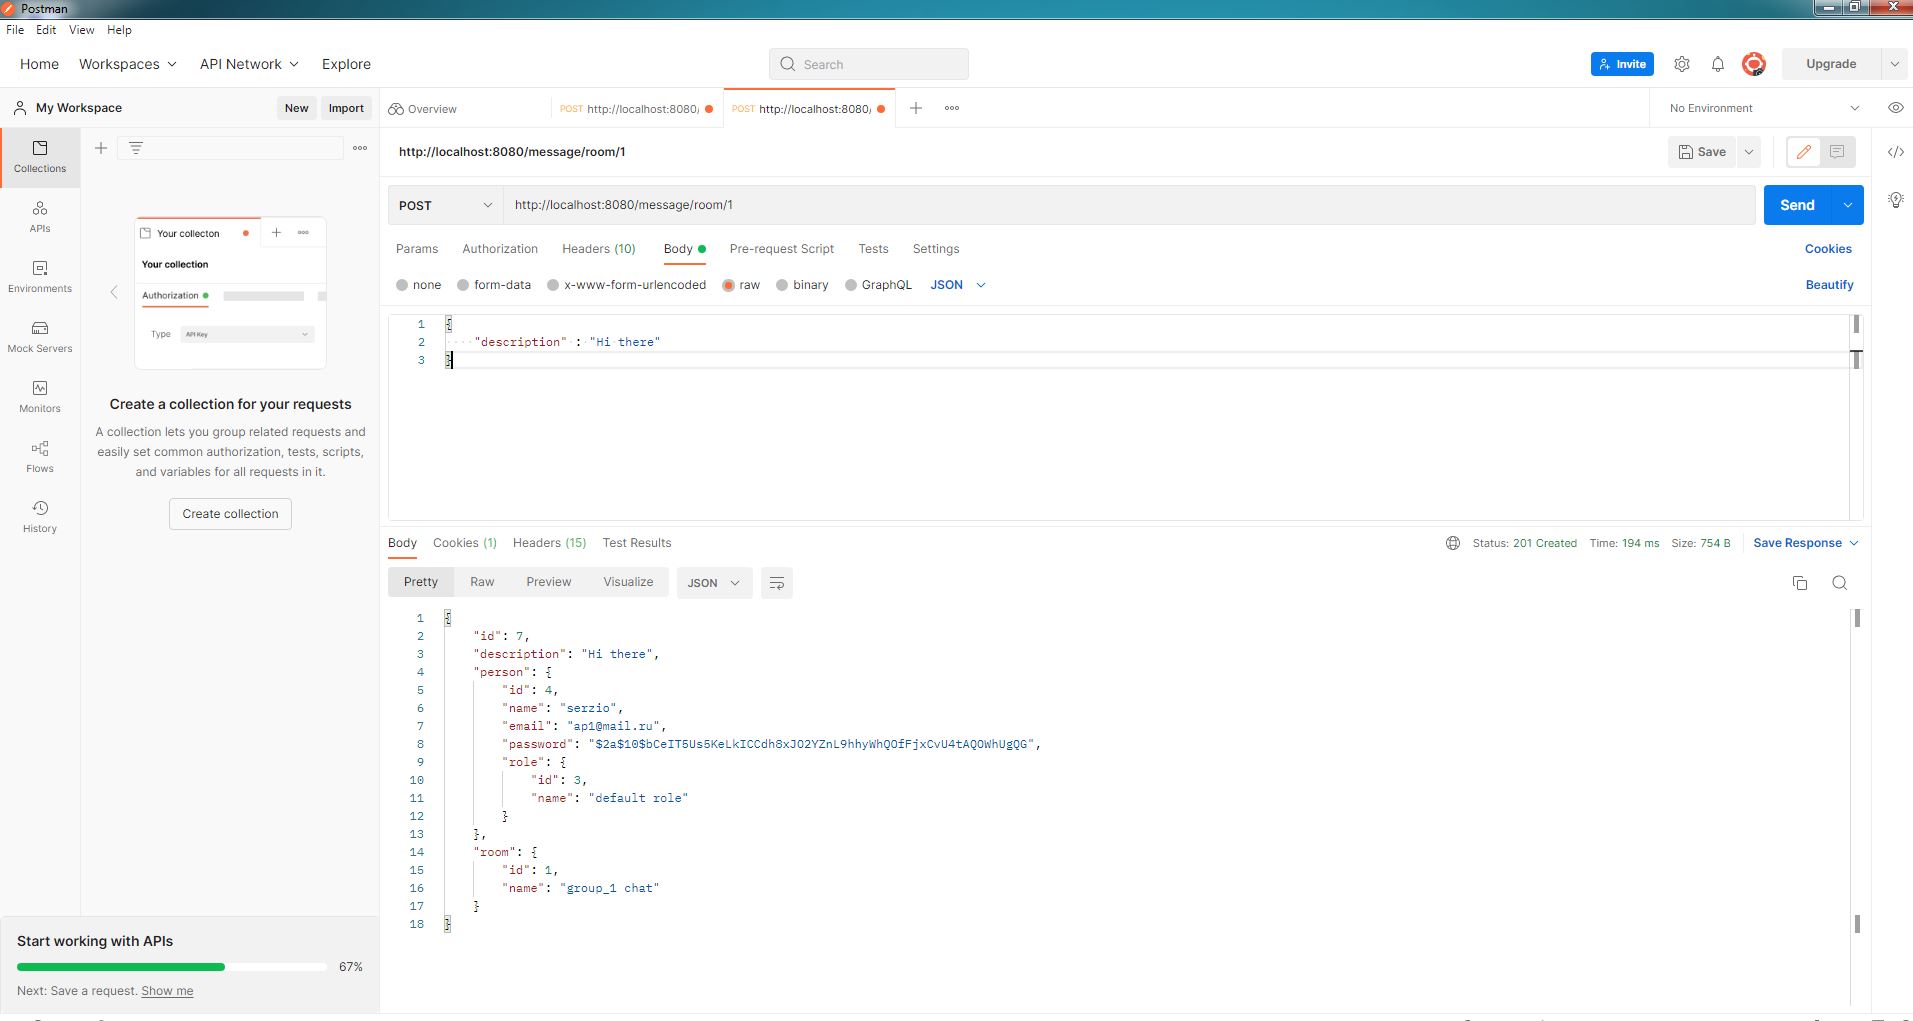 Postman
File Edit View Help
Home Workspaces API Network Explore Search Invite Upgrade
My Workspace New Import Overview POST http://localhost:8080/ POST http://localhost:8080/ No Environment
Collections
APIs
Environments
Mock Servers
Monitors
Flows
History
Your collecton
Your collection
Authorization
Type API Key
Create a collection for your requests
A collection lets you group related requests and
easily set common authorization, tests, scripts,
and variables for all requests in it.
Create collection
Start working with APIs
67%
Next: Save a request. Show me
http://localhost:8080/message/room/1 Save
POST http://localhost:8080/message/room/1 Send
Params Authorization Headers (10) Body Pre-request Script Tests Settings Cookies
none form-data x-www-form-urlencoded raw binary GraphQL JSON Beautify
1 {
2 "description" : "Hi there"
3 }
Body Cookies (1) Headers (15) Test Results Status: 201 Created Time: 194 ms Size: 754 B Save Response
Pretty Raw Preview Visualize JSON
1 {
2 "id": 7,
3 "description": "Hi there",
4 "person": {
5 "id": 4,
6 "name": "serzio",
7 "email": "ap1@mail.ru",
8 "password": "$2a$10$bCeIT5Us5KeLkICCdh8xJO2YZnL9hhyWhQOfFjxCvU4tAQOWhUgQG",
9 "role": {
10 "id": 3,
11 "name": "default role"
12 }
13 },
14 "room": {
15 "id": 1,
16 "name": "group_1 chat"
17 }
18 }